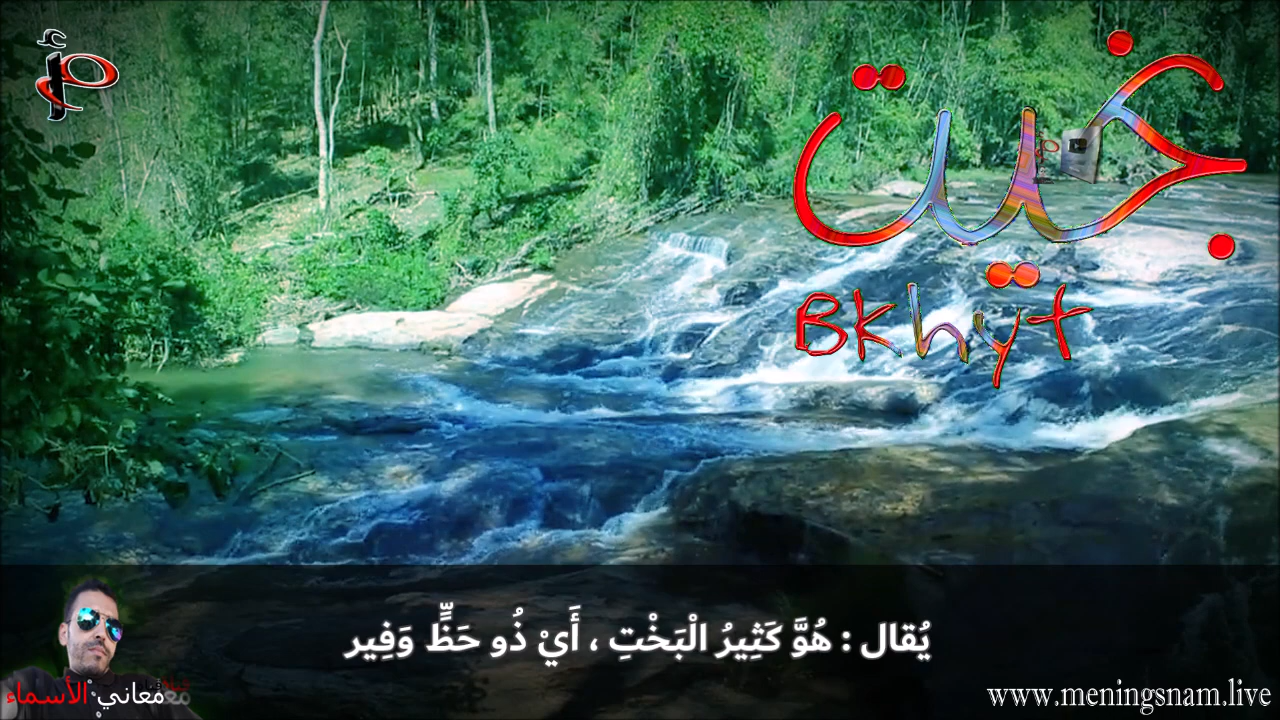 بخيت
Bkhyt
يُقال : هُوَّ كَثِيرُ الْبَخْتِ ، أَيْ ذُو حَظٍّ وَفِير
معاني الأسماء
www.meningsnam.live